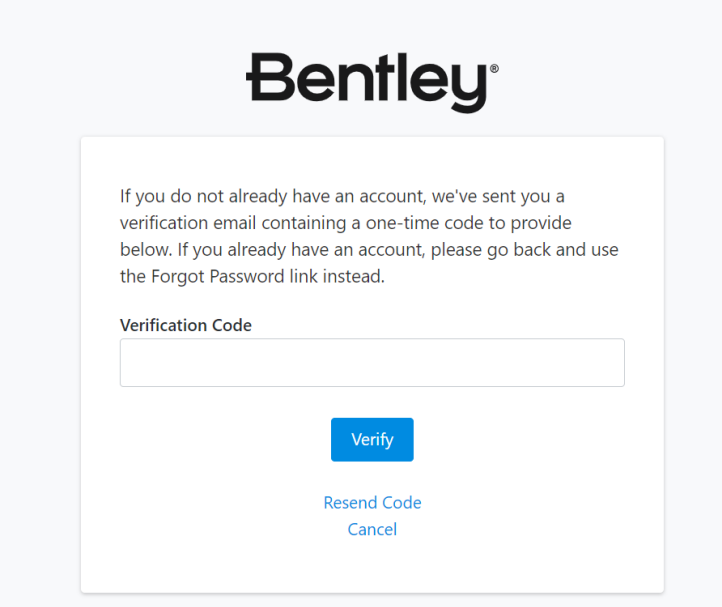 Bentley®
If you do not already have an account, we've sent you a
verification email containing a one-time code to provide
below. If you already have an account, please go back and use
the Forgot Password link instead.
Verification Code
Verify
Resend Code
Cancel